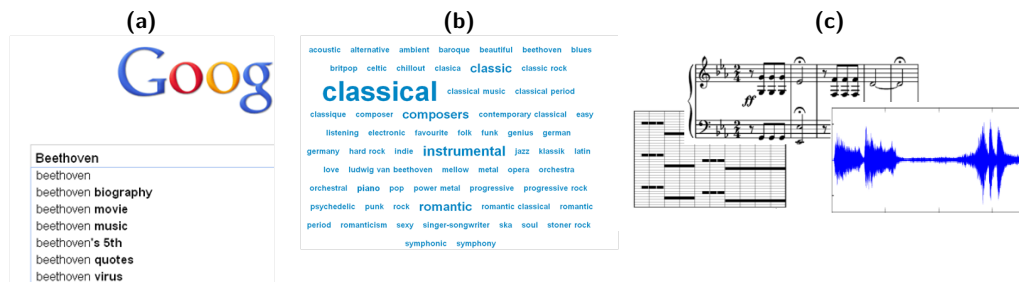 (a)
Goog
Beethoven
beethoven
beethoven biography
beethoven movie
beethoven music
beethoven's 5th
beethoven quotes
beethoven virus
(b)
acoustic alternative ambient baroque beautiful beethoven blues
britpop celtic chillout clasica classic classic rock
classical classical music classical period
classique composer composers contemporary classical easy
listening electronic favourite folk funk genius german
germany hard rock indie instrumental jazz klassik latin
love ludwig van beethoven mellow metal opera orchestra
orchestral piano pop power metal progressive progressive rock
psychedelic punk rock romantic romantic classical romantic
period romanticism sexy singer-songwriter ska soul stoner rock
symphonic symphony
(c)
2
4
ff
2
4